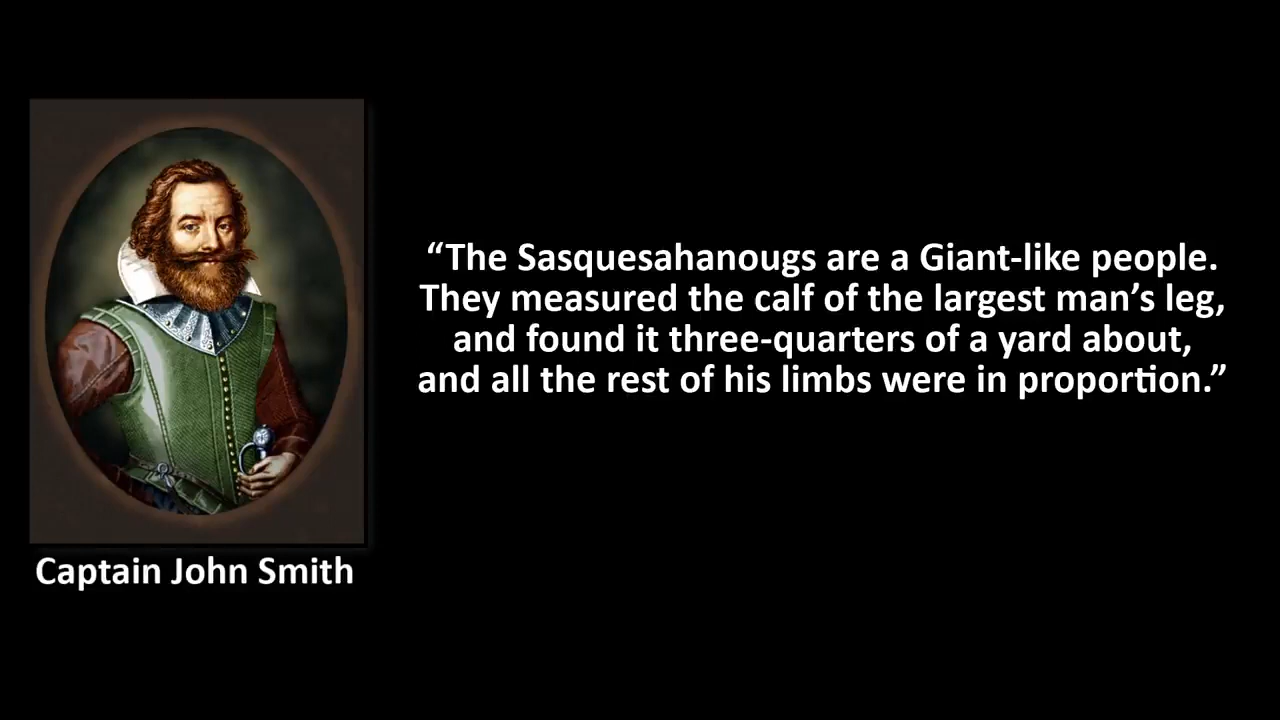 “The Sasquesahanougs are a Giant-like people.
They measured the calf of the largest man’s leg,
and found it three-quarters of a yard about,
and all the rest of his limbs were in proportion.”
Captain John Smith